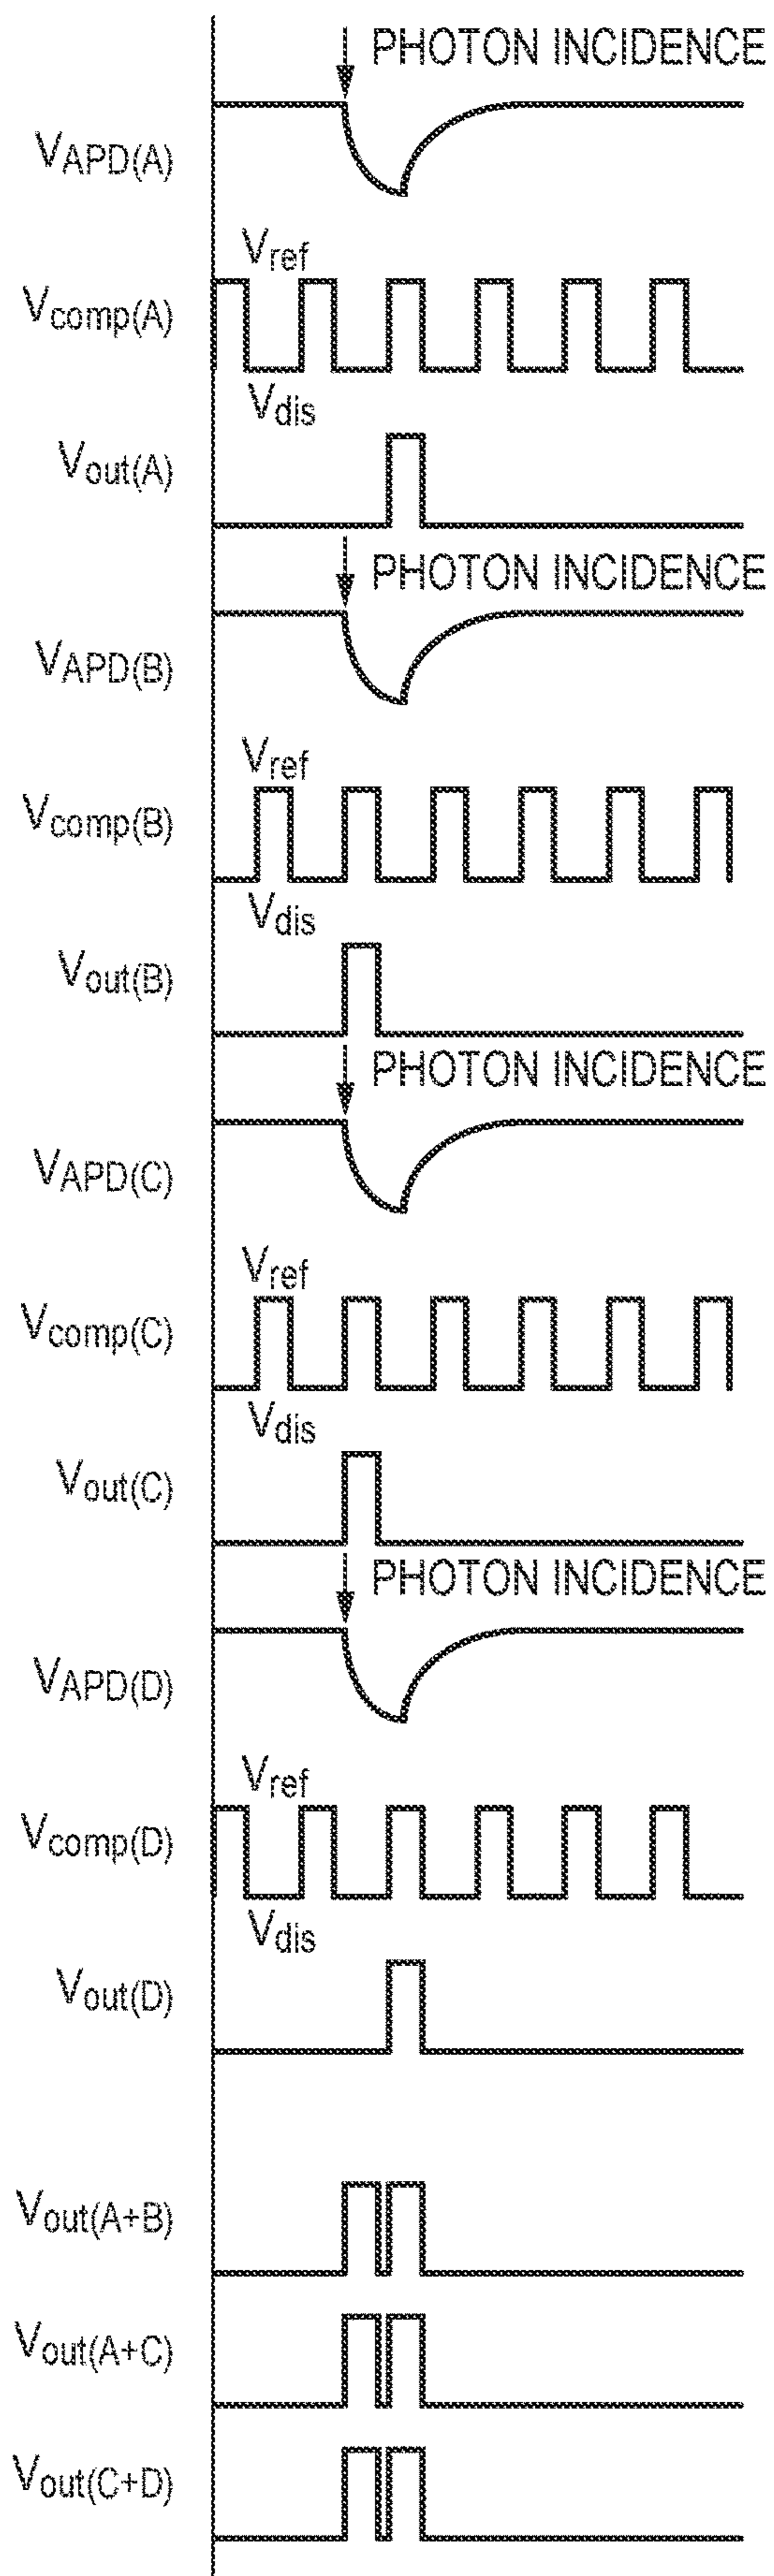 PHOTON INCIDENCE
VAPD(A)
Vref
Vcomp(A)
Vdis
Vout(A)
PHOTON INCIDENCE
VAPD(B)
Vref
Vcomp(B)
Vdis
Vout(B)
PHOTON INCIDENCE
VAPD(C)
Vref
Vcomp(C)
Vdis
Vout(C)
PHOTON INCIDENCE
VAPD(D)
Vref
Vcomp(D)
Vdis
Vout(D)
Vout(A+B)
Vout(A+C)
Vout(C+D)